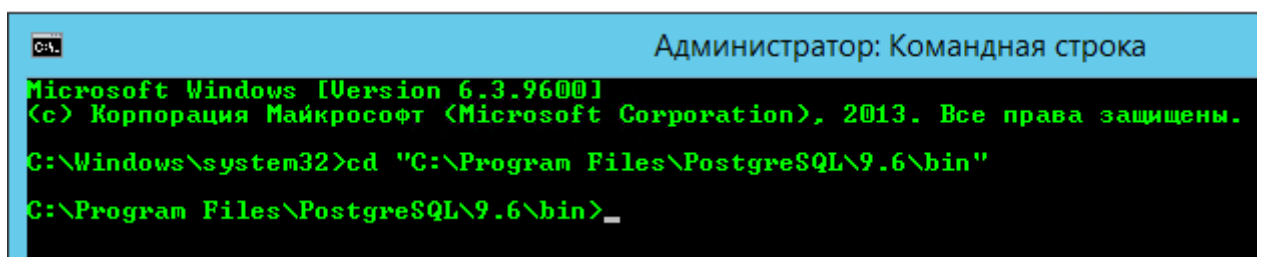 C:\.
Администратор: Командная строка
Microsoft Windows [Version 6.3.9600]
(c) Корпорация Майкрософт (Microsoft Corporation), 2013. Все права защищены.
C:\Windows\system32>cd "C:\Program Files\PostgreSQL\9.6\bin"
C:\Program Files\PostgreSQL\9.6\bin>_